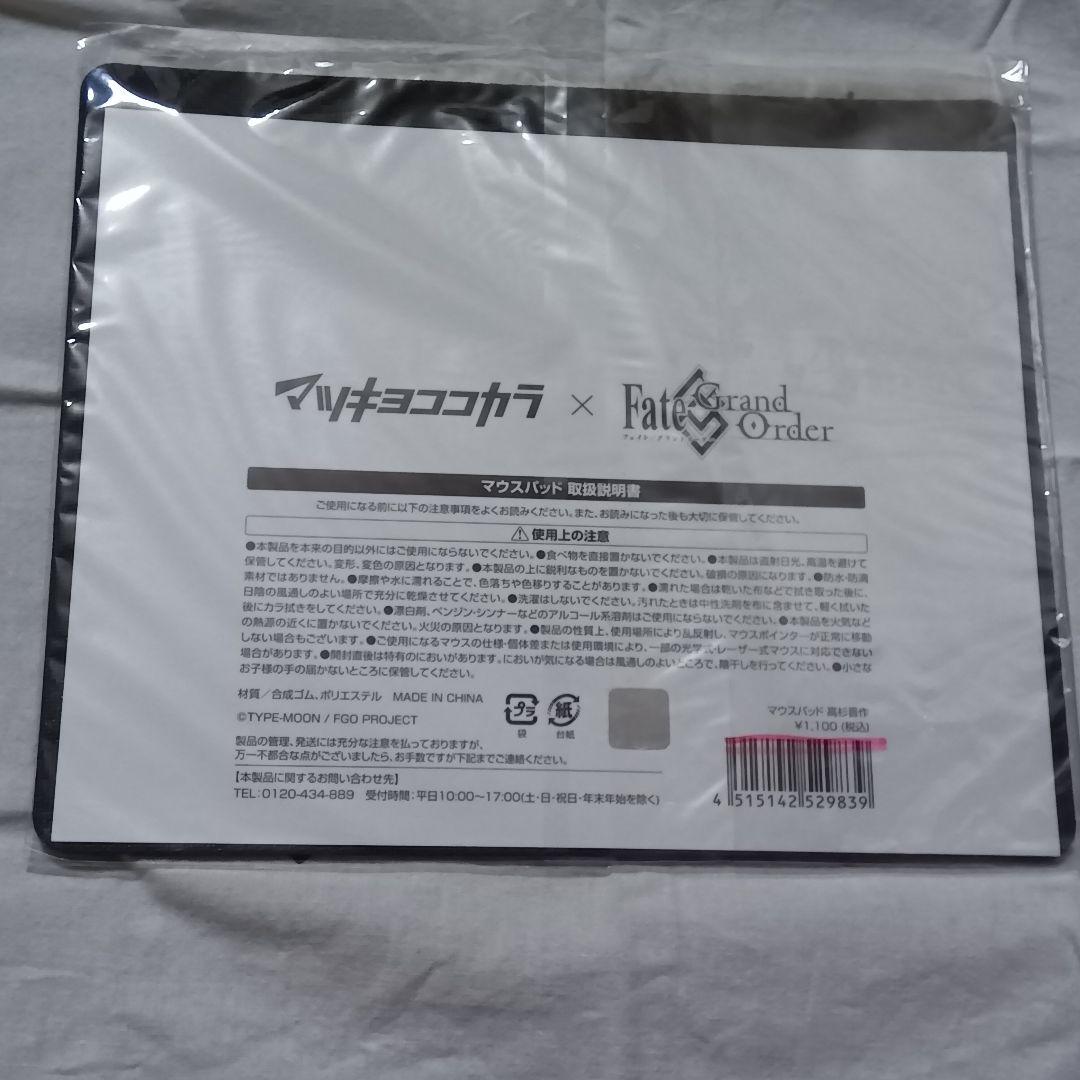 マツキヨココカラ × Fate/Grand Order
マウスパッド 取扱説明書
ご使用になる前に以下の注意事項をよくお読みください。また、お読みになった後も大切に保管してください。
⚠使用上の注意
●本製品を本来の目的以外にはご使用にならないでください。●食べ物を直接置かないでください。●本製品は直射日光、高温を避けて
保管してください。変形、変色の原因となります。●本製品の上に鋭利なものを置かないでください。破損の原因になります。●防水・防滴
素材ではありません。●摩擦や水に濡れることで、色落ちや色移りすることがあります。●濡れた場合は乾いた布などで拭き取った後に、
日陰の風通しのよい場所で充分に乾燥させてください。●洗濯はしないでください。汚れたときは中性洗剤を布に含ませて、軽く拭いた
後にカラ拭きをしてください。●漂白剤、ベンジン・シンナーなどのアルコール系溶剤はご使用にならないでください。●本製品を火気など
の熱源の近くに置かないでください。火災の原因となります。●製品の性質上、使用場所により乱反射し、マウスポインターが正常に移動
しない場合もございます。●ご使用になるマウスの仕様・個体差または使用環境により、一部の光学式・レーザー式マウスに対応できない
場合があります。●開封直後は特有のにおいがあります。においが気になる場合は風通しのよいところで、陰干しを行ってください。●小さな
お子様の手の届かないところに保管してください。
材質/合成ゴム、ポリエステル MADE IN CHINA
©TYPE-MOON / FGO PROJECT
プラ 袋 紙 台紙
製品の管理、発送には充分な注意を払っておりますが、
万一不都合な点がございましたら、お手数ですが下記までご連絡ください。
【本製品に関するお問い合わせ先】
TEL:0120-434-889 受付時間:平日10:00〜17:00(土・日・祝日・年末年始を除く)
マウスパッド 高杉晋作
¥1,100 (税込)
4 515142 529839